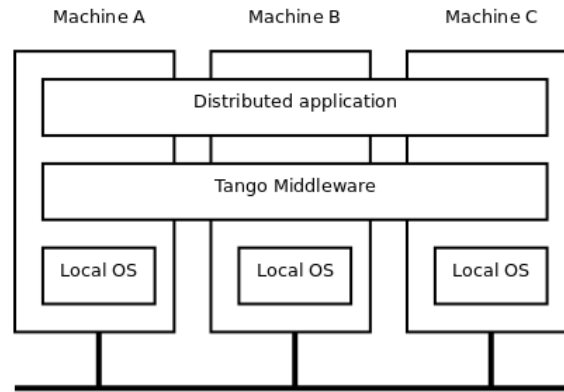 Machine A
Machine B
Machine C
Distributed application
Tango Middleware
Local OS
Local OS
Local OS